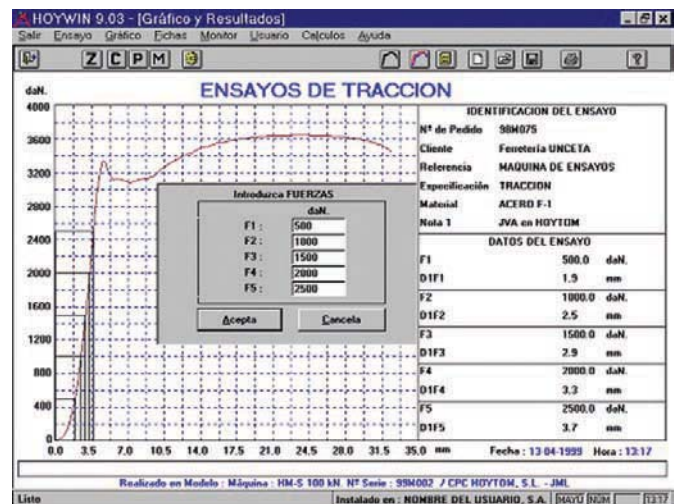 HOYWIN 9.03 - [Gráfico y Resultados]
Salir Ensayo Gráfico Fichas Monitor Usuario Calculos Ayuda
Z C P M ?
ENSAYOS DE TRACCION
daN.
4000
3600
3200
2800
2400
2000
1600
1200
800
400
0
0.0 3.5 7.0 10.5 14.0 17.5 21.0 24.5 28.0 31.5 35.0 mm
Introduzca FUERZAS
daN.
F1 : 500
F2 : 1000
F3 : 1500
F4 : 2000
F5 : 2500
Acepta Cancela
IDENTIFICACION DEL ENSAYO
Nº de Pedido 98M075
Cliente Ferretería UNCETA
Referencia MAQUINA DE ENSAYOS
Especificación TRACCION
Material ACERO F-1
Nota 1 JVA en HOYTOM
DATOS DEL ENSAYO
F1 500.0 daN.
D1F1 1.9 mm
F2 1000.0 daN.
D1F2 2.5 mm
F3 1500.0 daN.
D1F3 2.9 mm
F4 2000.0 daN.
D1F4 3.3 mm
F5 2500.0 daN.
D1F5 3.7 mm
Fecha : 13-04-1999 Hora : 13:17
Realizado en Modelo : Máquina : HM-S 100 kN. Nº Serie : 99M002 / CPC HOYTOM, S.L. - JML
Listo Instalado en : NOMBRE DEL USUARIO, S.A. MAYÚ NÚM 13:17